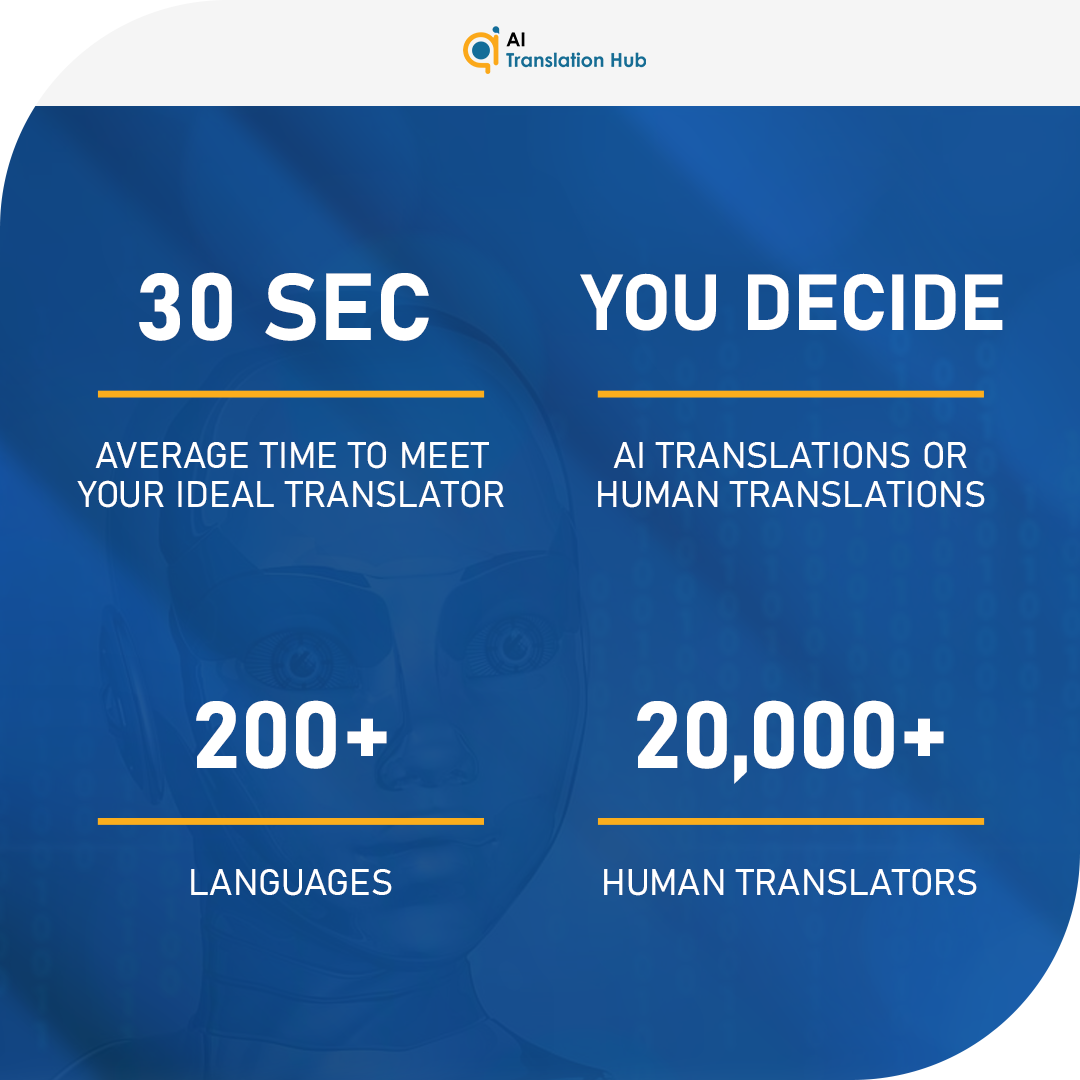 AI
Translation Hub
30 SEC
AVERAGE TIME TO MEET
YOUR IDEAL TRANSLATOR
YOU DECIDE
AI TRANSLATIONS OR
HUMAN TRANSLATIONS
200+
LANGUAGES
20,000+
HUMAN TRANSLATORS